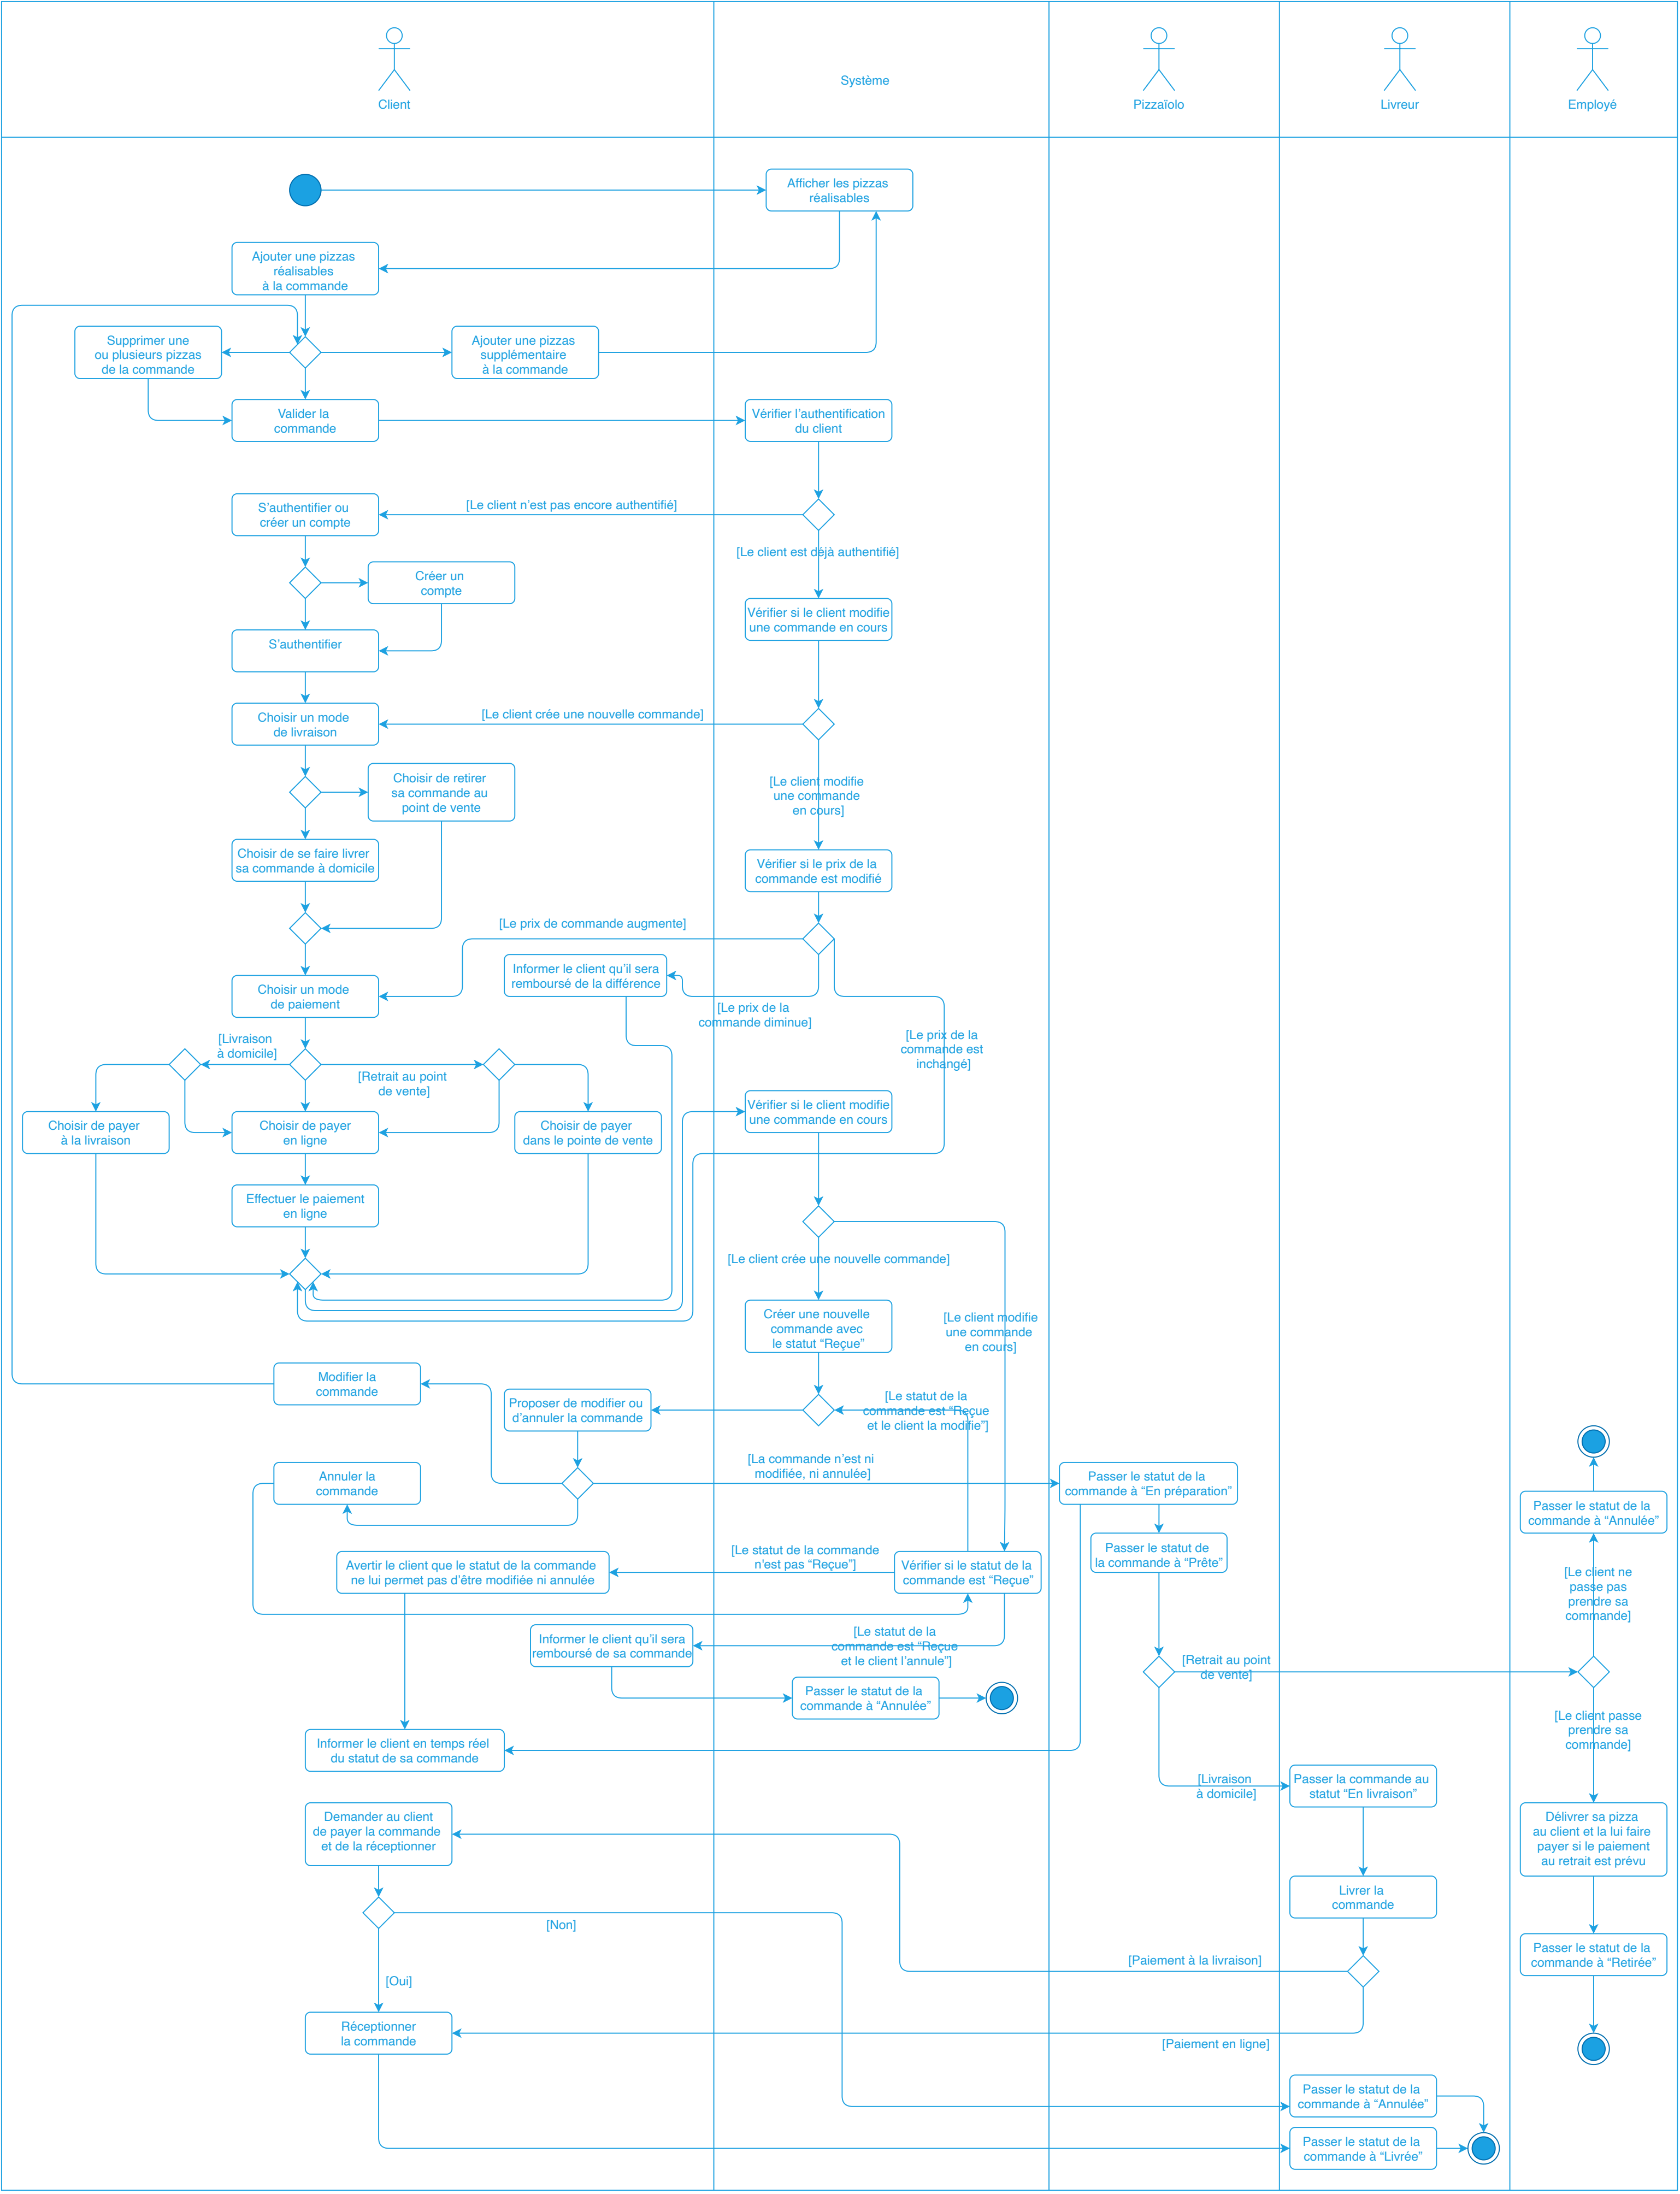 Client
Système
Pizzaïolo
Livreur
Employé
Afficher les pizzas
réalisables
Ajouter une pizzas
réalisables
à la commande
Supprimer une
ou plusieurs pizzas
de la commande
Ajouter une pizzas
supplémentaire
à la commande
Valider la
commande
Vérifier l’authentification
du client
[Le client n’est pas encore authentifié]
S’authentifier ou
créer un compte
[Le client est déjà authentifié]
Créer un
compte
Vérifier si le client modifie
une commande en cours
S’authentifier
[Le client crée une nouvelle commande]
Choisir un mode
de livraison
Choisir de retirer
sa commande au
point de vente
[Le client modifie
une commande
en cours]
Choisir de se faire livrer
sa commande à domicile
Vérifier si le prix de la
commande est modifié
[Le prix de commande augmente]
Informer le client qu’il sera
remboursé de la différence
Choisir un mode
de paiement
[Le prix de la
commande diminue]
[Le prix de la
commande est
inchangé]
[Livraison
à domicile]
[Retrait au point
de vente]
Vérifier si le client modifie
une commande en cours
Choisir de payer
à la livraison
Choisir de payer
en ligne
Choisir de payer
dans le pointe de vente
Effectuer le paiement
en ligne
[Le client crée une nouvelle commande]
Créer une nouvelle
commande avec
le statut “Reçue”
[Le client modifie
une commande
en cours]
Modifier la
commande
Proposer de modifier ou
d’annuler la commande
[Le statut de la
commande est “Reçue
et le client la modifie”]
[La commande n’est ni
modifiée, ni annulée]
Annuler la
commande
Passer le statut de la
commande à “En préparation”
Passer le statut de la
commande à “Annulée”
Passer le statut de
la commande à “Prête”
[Le statut de la commande
n'est pas “Reçue”]
Avertir le client que le statut de la commande
ne lui permet pas d’être modifiée ni annulée
Vérifier si le statut de la
commande est “Reçue”
[Le client ne
passe pas
prendre sa
commande]
Informer le client qu’il sera
remboursé de sa commande
[Le statut de la
commande est “Reçue
et le client l’annule”]
[Retrait au point
de vente]
Passer le statut de la
commande à “Annulée”
[Le client passe
prendre sa
commande]
Informer le client en temps réel
du statut de sa commande
[Livraison
à domicile]
Passer la commande au
statut “En livraison”
Demander au client
de payer la commande
et de la réceptionner
Délivrer sa pizza
au client et la lui faire
payer si le paiement
au retrait est prévu
Livrer la
commande
[Non]
[Paiement à la livraison]
Passer le statut de la
commande à “Retirée”
[Oui]
Réceptionner
la commande
[Paiement en ligne]
Passer le statut de la
commande à “Annulée”
Passer le statut de la
commande à “Livrée”